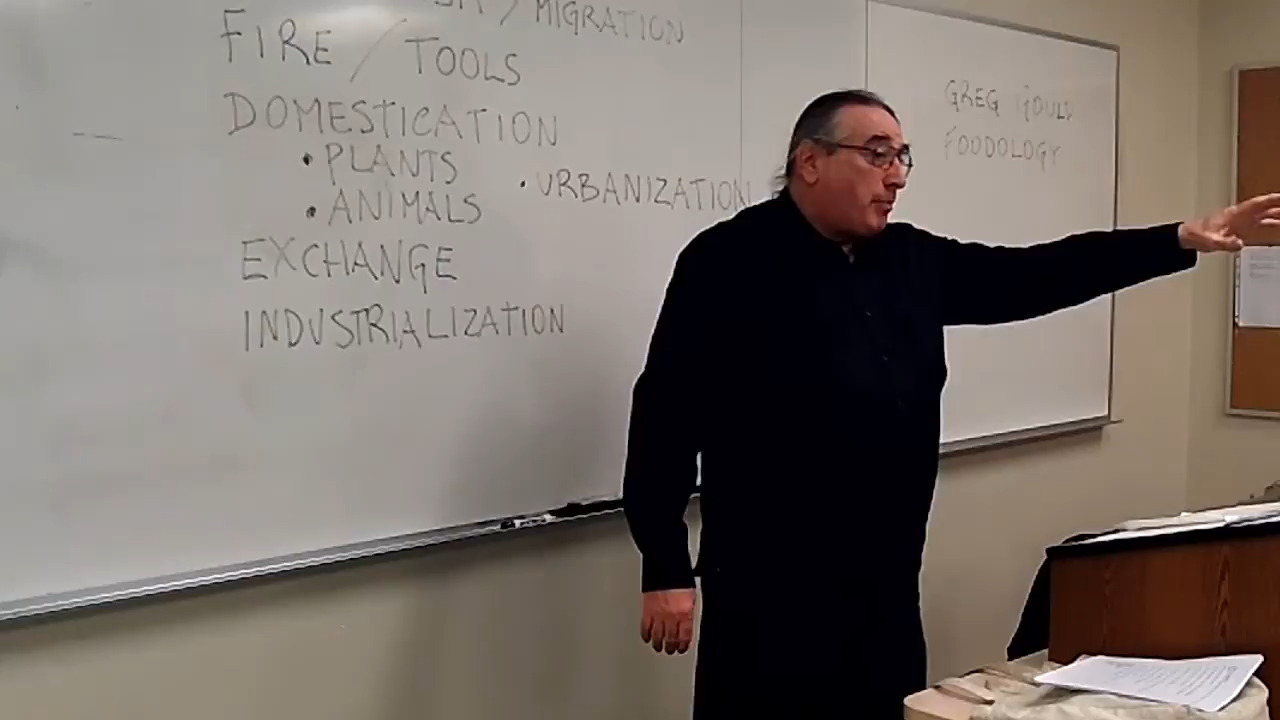 / MIGRATION
FIRE / TOOLS
DOMESTICATION
• PLANTS
• ANIMALS
• URBANIZATION
EXCHANGE
INDUSTRIALIZATION
GREG GOULD
FOODOLOGY